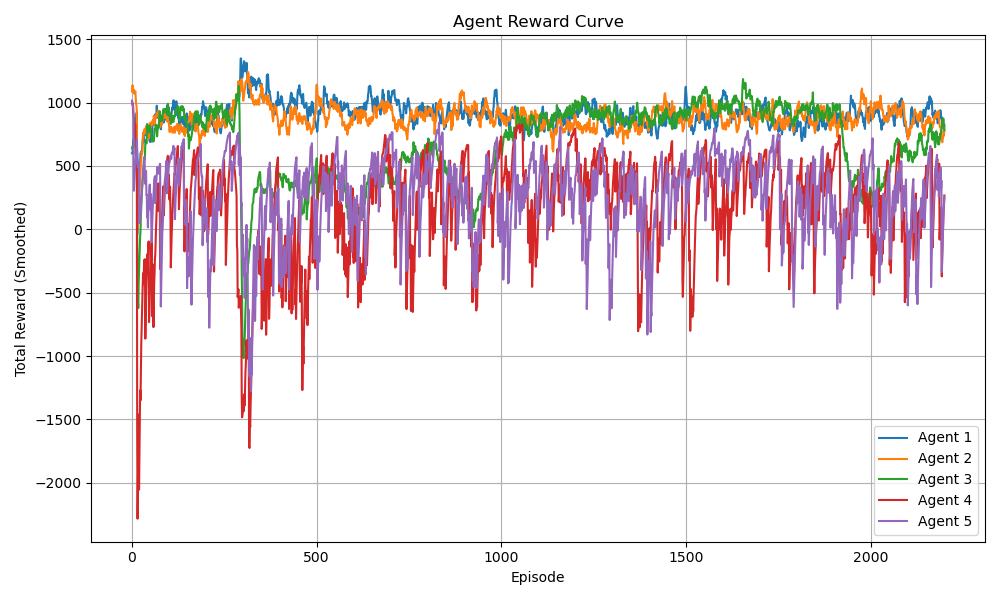 Agent Reward Curve
1500
1000
500
0
−500
−1000
−1500
−2000
Total Reward (Smoothed)
0
500
1000
1500
2000
Episode
Agent 1
Agent 2
Agent 3
Agent 4
Agent 5